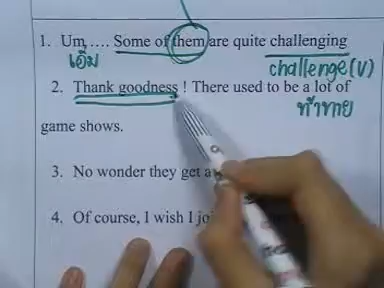 1. Um, …. Some of them are quite challenging
เอิ่ม
challenge (v)
2. Thank goodness ! There used to be a lot of
ท้าทาย
game shows.
3. No wonder they get a
4. Of course, I wish I